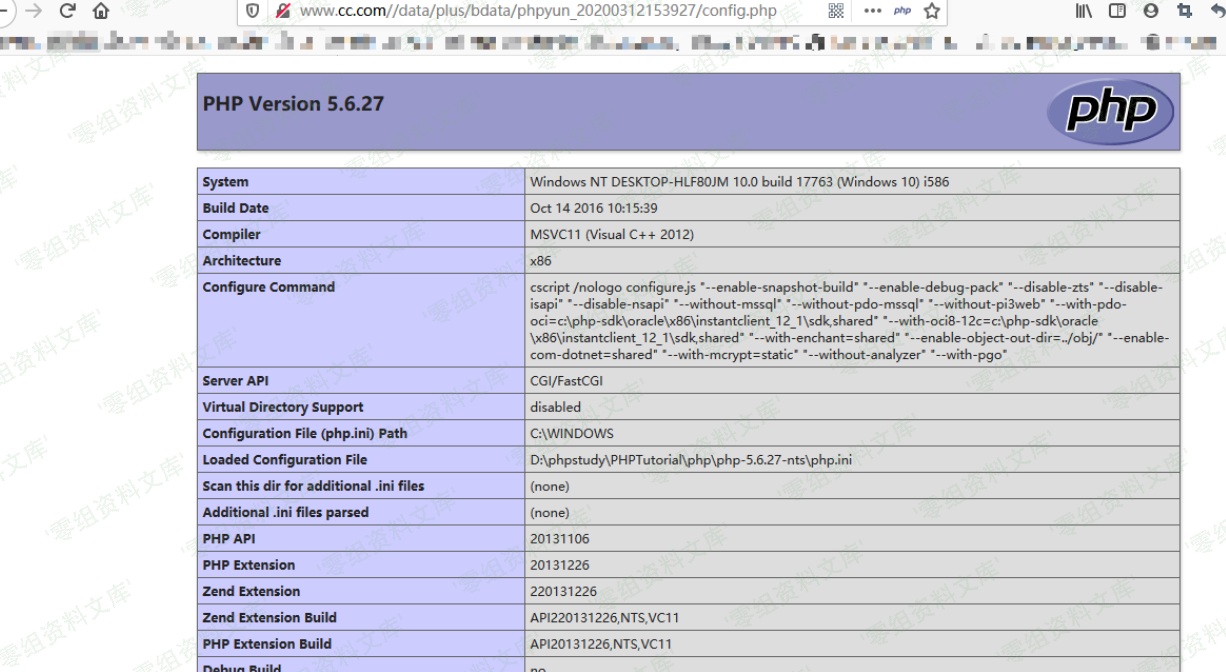 www.cc.com//data/plus/bdata/phpyun_20200312153927/config.php
php
PHP Version 5.6.27
php
System Windows NT DESKTOP-HLF80JM 10.0 build 17763 (Windows 10) i586
Build Date Oct 14 2016 10:15:39
Compiler MSVC11 (Visual C++ 2012)
Architecture x86
Configure Command cscript /nologo configure.js "--enable-snapshot-build" "--enable-debug-pack" "--disable-zts" "--disable-
isapi" "--disable-nsapi" "--without-mssql" "--without-pdo-mssql" "--without-pi3web" "--with-pdo-
oci=c:\php-sdk\oracle\x86\instantclient_12_1\sdk,shared" "--with-oci8-12c=c:\php-sdk\oracle
\x86\instantclient_12_1\sdk,shared" "--with-enchant=shared" "--enable-object-out-dir=../obj/" "--enable-
com-dotnet=shared" "--with-mcrypt=static" "--without-analyzer" "--with-pgo"
Server API CGI/FastCGI
Virtual Directory Support disabled
Configuration File (php.ini) Path C:\WINDOWS
Loaded Configuration File D:\phpstudy\PHPTutorial\php\php-5.6.27-nts\php.ini
Scan this dir for additional .ini files (none)
Additional .ini files parsed (none)
PHP API 20131106
PHP Extension 20131226
Zend Extension 220131226
Zend Extension Build API220131226,NTS,VC11
PHP Extension Build API20131226,NTS,VC11
Debug Build no
'零组资料文库'